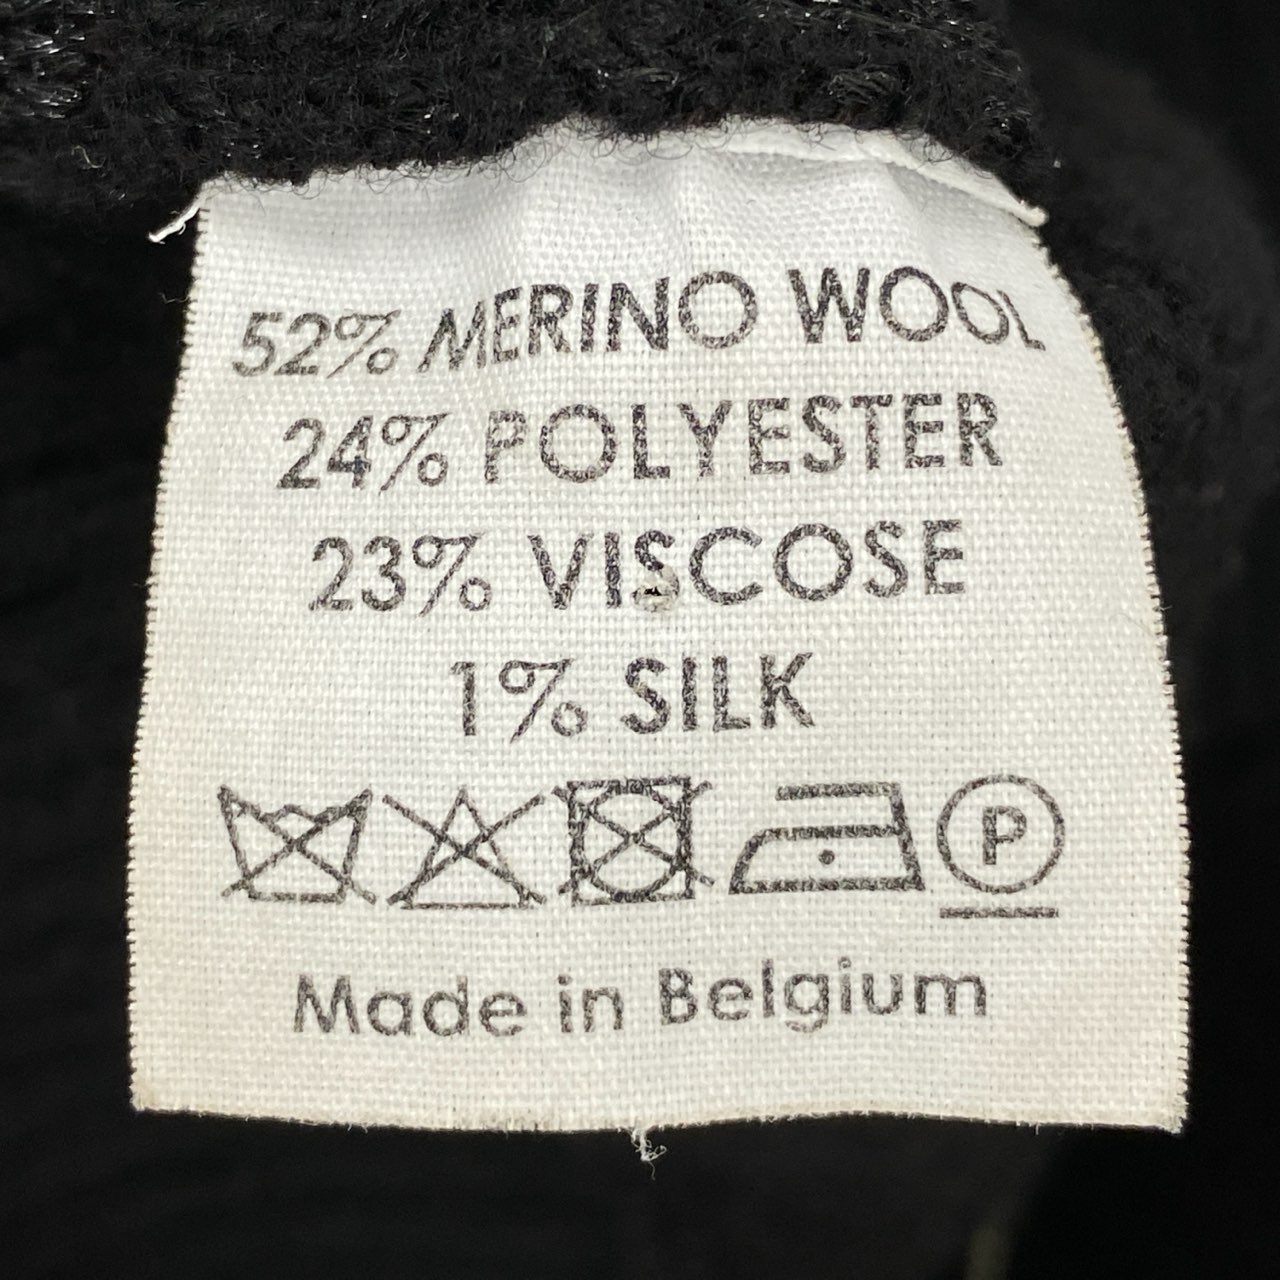 52% MERINO WOOL
24% POLYESTER
23% VISCOSE
1% SILK
P
Made in Belgium